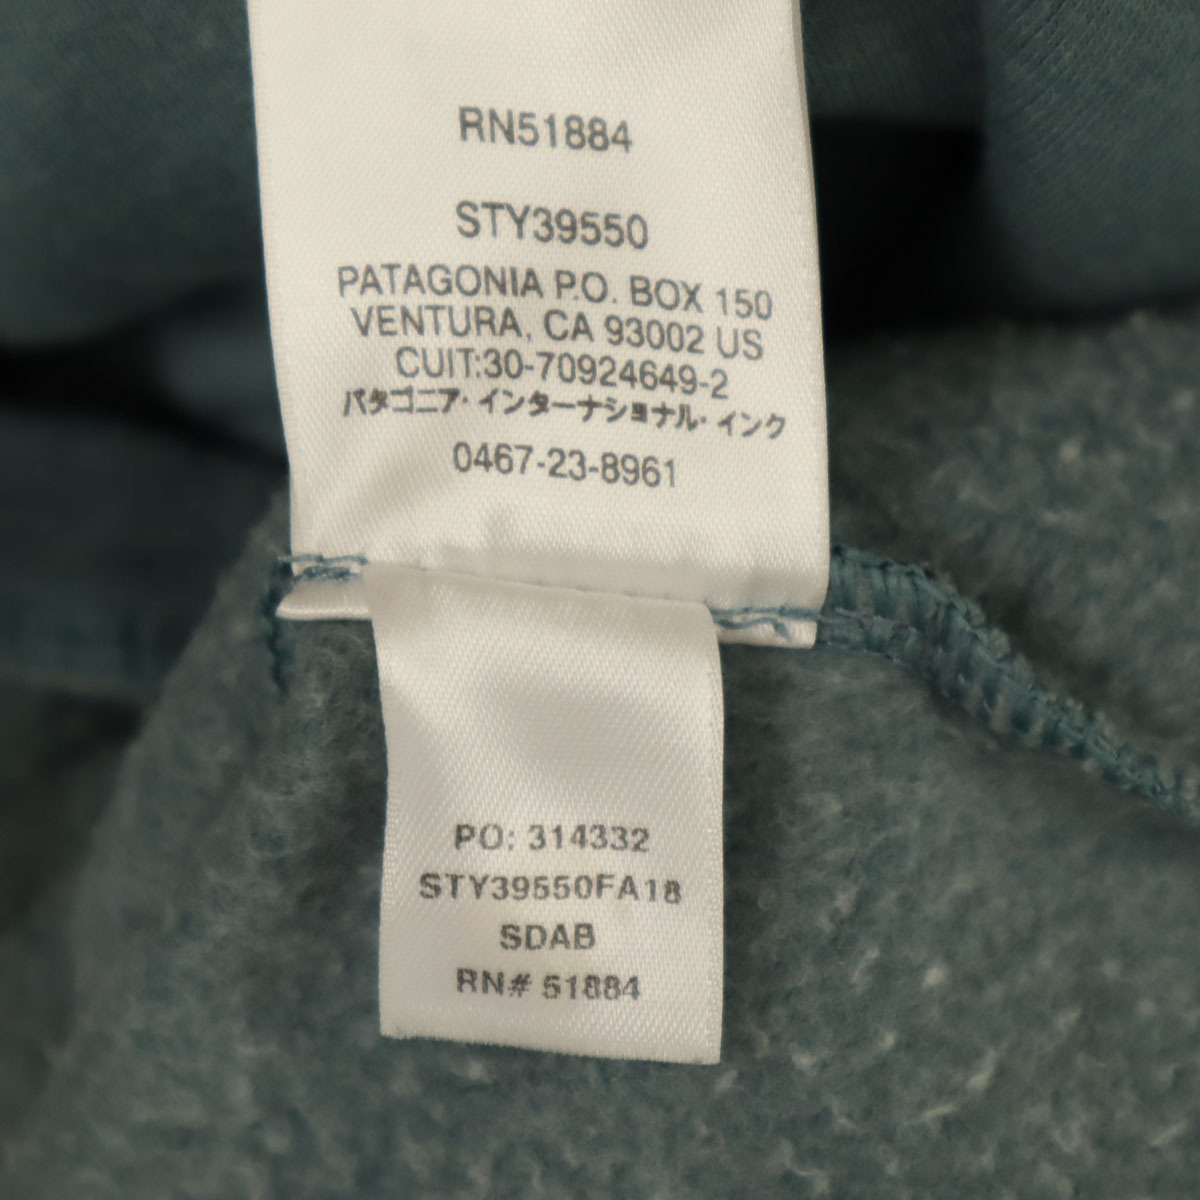 RN51884
STY39550
PATAGONIA P.O. BOX 150
VENTURA, CA 93002 US
CUIT:30-70924649-2
パタゴニア・インターナショナル・インク
0467-23-8961
PO: 314332
STY39550FA18
SDAB
RN# 51884